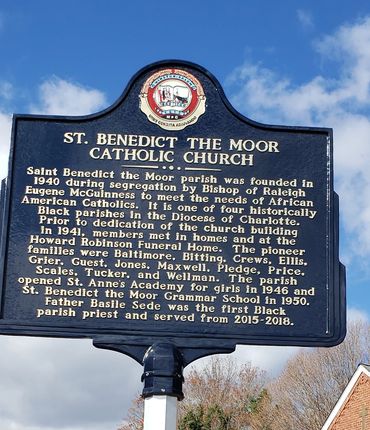 ST. BENEDICT THE MOOR
CATHOLIC CHURCH
Saint Benedict the Moor parish was founded in
1940 during segregation by Bishop of Raleigh
Eugene McGuinness to meet the needs of African
American Catholics. It is one of four historically
Black parishes in the Diocese of Charlotte.
Prior to dedication of the church building
in 1941, members met in homes and at the
Howard Robinson Funeral Home. The pioneer
families were Baltimore, Bitting, Crews, Ellis,
Grier, Guest, Jones, Maxwell, Pledge, Price,
Scales, Tucker, and Wellman. The parish
opened St. Anne's Academy for girls in 1946 and
St. Benedict the Moor Grammar School in 1950.
Father Basile Sede was the first Black
parish priest and served from 2015-2018.